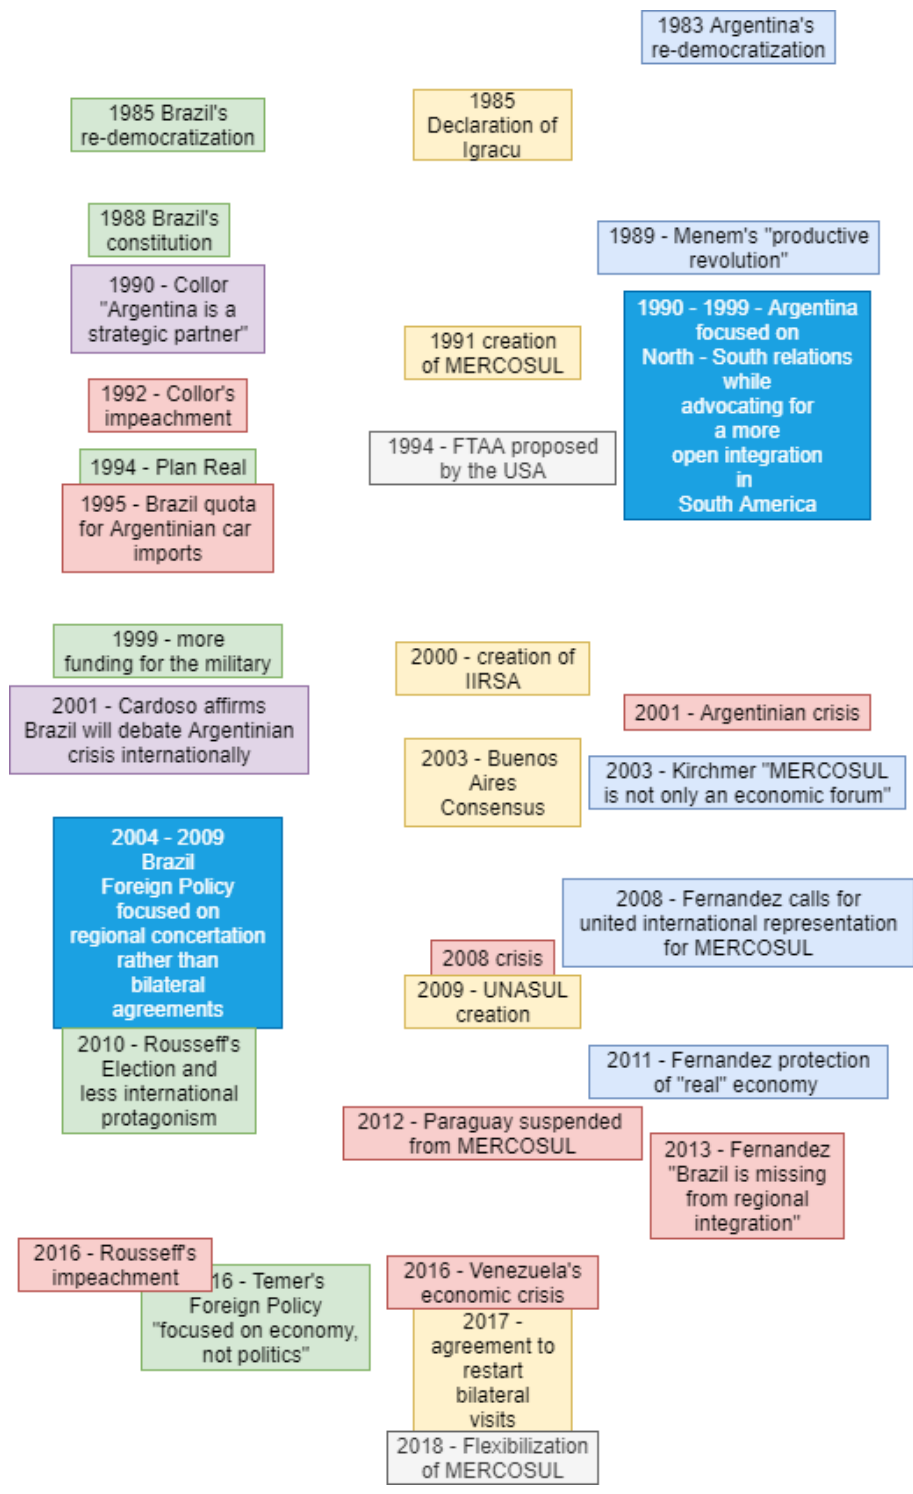 1983 Argentina's
re-democratization
1985 Brazil's
re-democratization
1985
Declaration of
Igracu
1988 Brazil's
constitution
1989 - Menem's "productive
revolution"
1990 - Collor
"Argentina is a
strategic partner"
1990 - 1999 - Argentina
focused on
North - South relations
while
advocating for
a more
open integration
in
South America
1991 creation
of MERCOSUL
1992 - Collor's
impeachment
1994 - FTAA proposed
by the USA
1994 - Plan Real
1995 - Brazil quota
for Argentinian car
imports
1999 - more
funding for the military
2000 - creation of
IIRSA
2001 - Cardoso affirms
Brazil will debate Argentinian
crisis internationally
2001 - Argentinian crisis
2003 - Buenos
Aires
Consensus
2003 - Kirchmer "MERCOSUL
is not only an economic forum"
2004 - 2009
Brazil
Foreign Policy
focused on
regional concertation
rather than
bilateral
agreements
2008 - Fernandez calls for
united international representation
for MERCOSUL
2008 crisis
2009 - UNASUL
creation
2010 - Rousseff's
Election and
less international
protagonism
2011 - Fernandez protection
of "real" economy
2012 - Paraguay suspended
from MERCOSUL
2013 - Fernandez
"Brazil is missing
from regional
integration"
2016 - Rousseff's
impeachment
16 - Temer's
Foreign Policy
"focused on economy,
not politics"
2016 - Venezuela's
economic crisis
2017 -
agreement to
restart
bilateral
visits
2018 - Flexibilization
of MERCOSUL